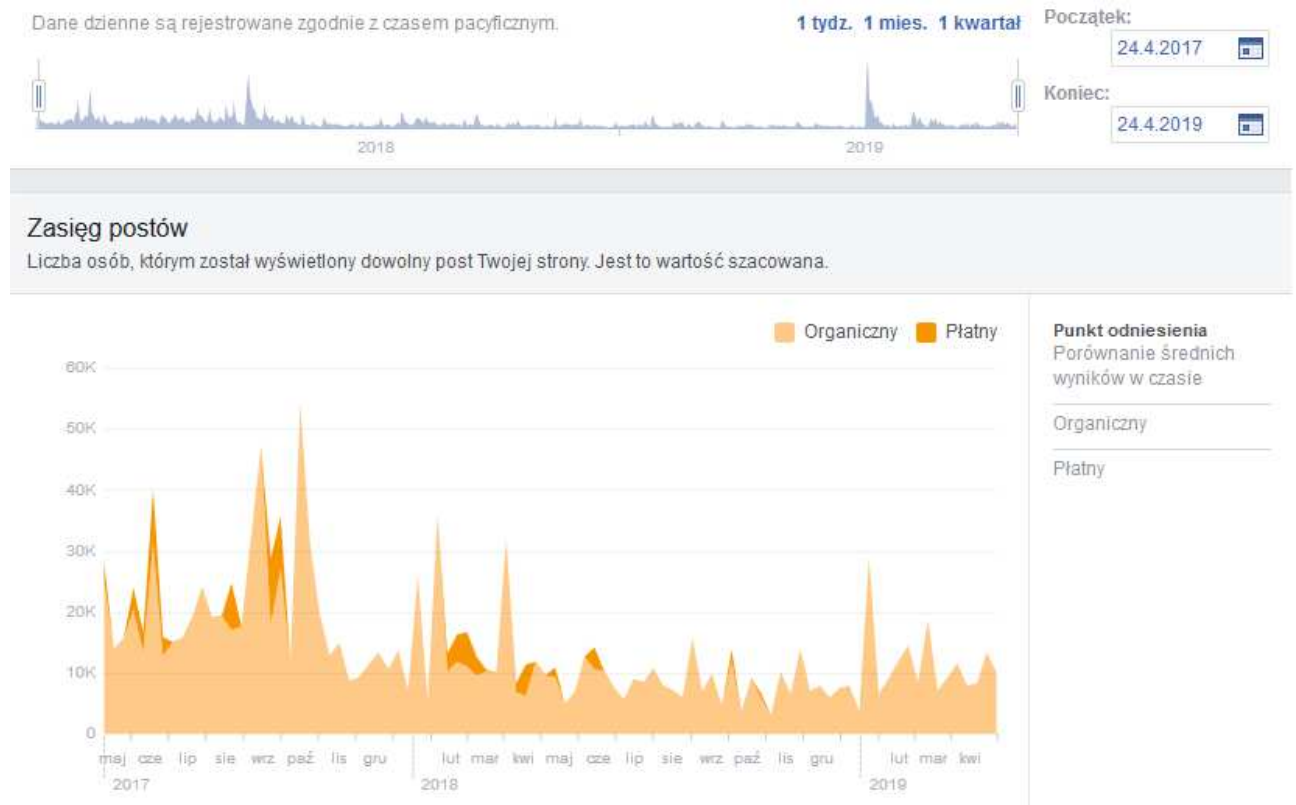 Dane dzienne są rejestrowane zgodnie z czasem pacyficznym.
1 tydz. 1 mies. 1 kwartał
Początek:
24.4.2017
Koniec:
24.4.2019
2018 2019
Zasięg postów
Liczba osób, którym został wyświetlony dowolny post Twojej strony. Jest to wartość szacowana.
Organiczny Płatny
60K
50K
40K
30K
20K
10K
0
maj cze lip sie wrz paź lis gru lut mar kwi maj cze lip sie wrz paź lis gru lut mar kwi
2017 2018 2019
Punkt odniesienia
Porównanie średnich
wyników w czasie
Organiczny
Płatny